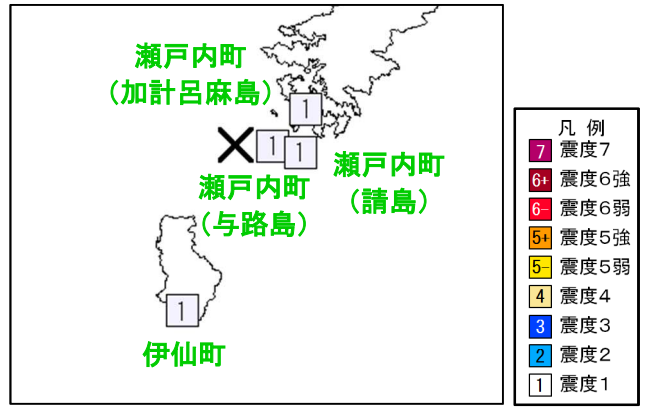 瀬戸内町
（加計呂麻島）
1
1
1
瀬戸内町
（請島）
瀬戸内町
（与路島）
1
伊仙町
凡 例
7 震度7
6+ 震度6強
6- 震度6弱
5+ 震度5強
5- 震度5弱
4 震度4
3 震度3
2 震度2
1 震度1